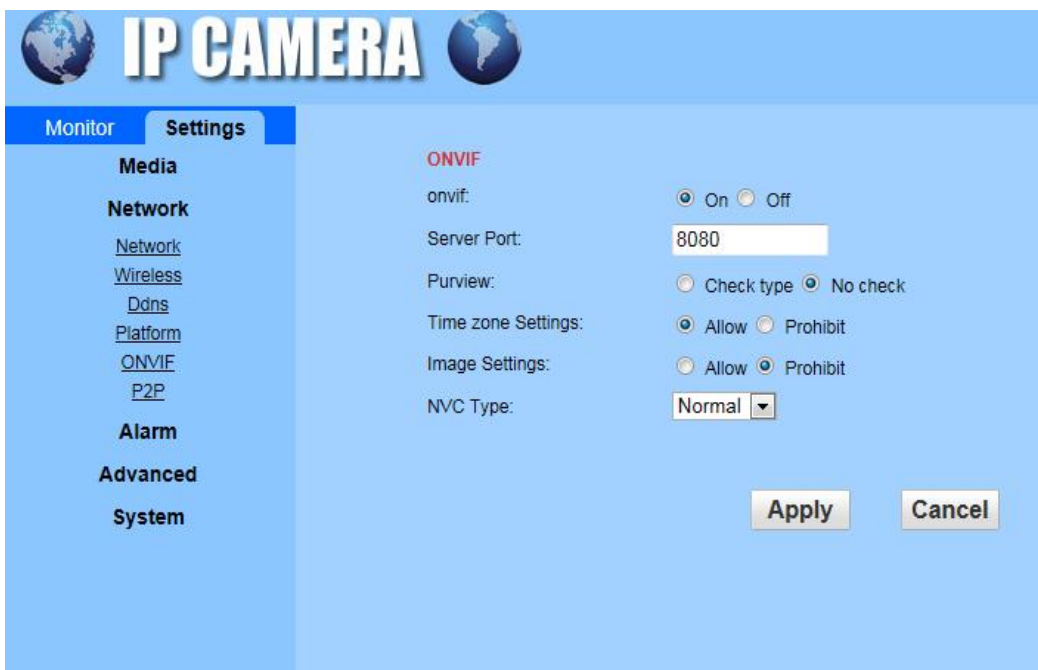 IP CAMERA
Monitor Settings
Media
Network
Network
Wireless
Ddns
Platform
ONVIF
P2P
Alarm
Advanced
System
ONVIF
onvif: On Off
Server Port: 8080
Purview: Check type No check
Time zone Settings: Allow Prohibit
Image Settings: Allow Prohibit
NVC Type: Normal
Apply Cancel